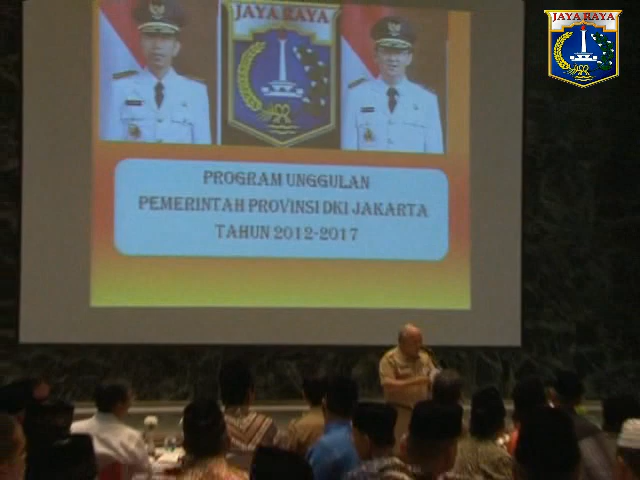 JAYA RAYA
JAYA RAYA
PROGRAM UNGGULAN
PEMERINTAH PROVINSI DKI JAKARTA
TAHUN 2012-2017